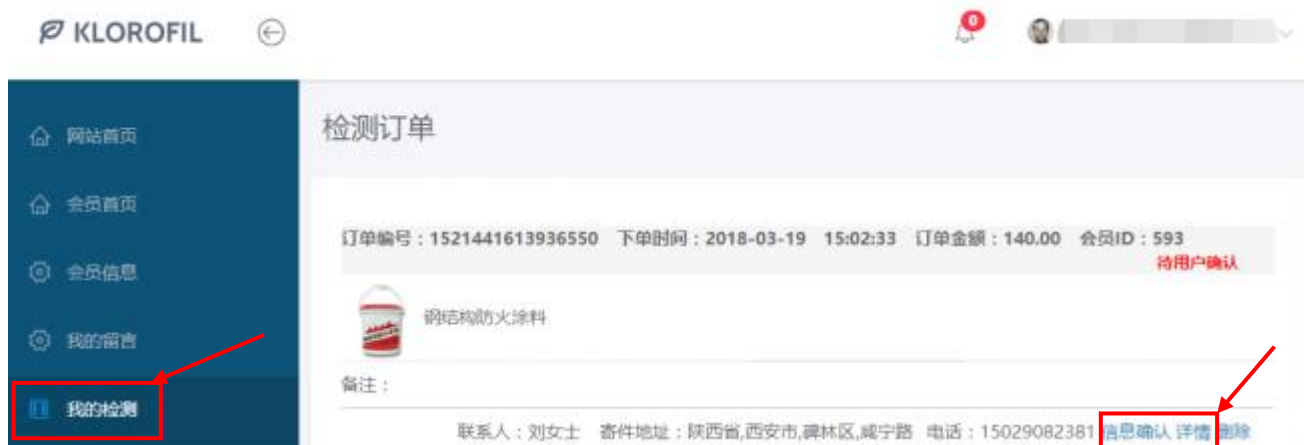 KLOROFIL
0
网站首页
会员首页
会员信息
我的留言
我的检测
检测订单
订单编号：1521441613936550 下单时间：2018-03-19 15:02:33 订单金额：140.00 会员ID：593
待用户确认
钢结构防火涂料
备注：
联系人：刘女士 寄件地址：陕西省,西安市,碑林区,咸宁路 电话：15029082381 信息确认 详情 删除